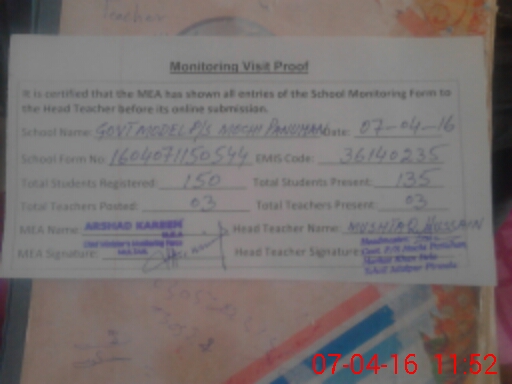 Teacher
Monitoring Visit Proof
It is certified that the MEA has shown all entries of the School Monitoring Form to
the Head Teacher before its online submission.
School Name: GOVT MODEL P/S MOCHI PANUHAN Date: 07-04-16
School Form No 1604071150544 EMIS Code: 36140235
Total Students Registered: 150 Total Students Present: 135
Total Teachers Posted: 03 Total Teachers Present: 03
MEA Name: ARSHAD KAREEM Head Teacher Name: MUSHTAQ HUSSAIN
MEA Signature: Head Teacher Signature:
07-04-16 11:52